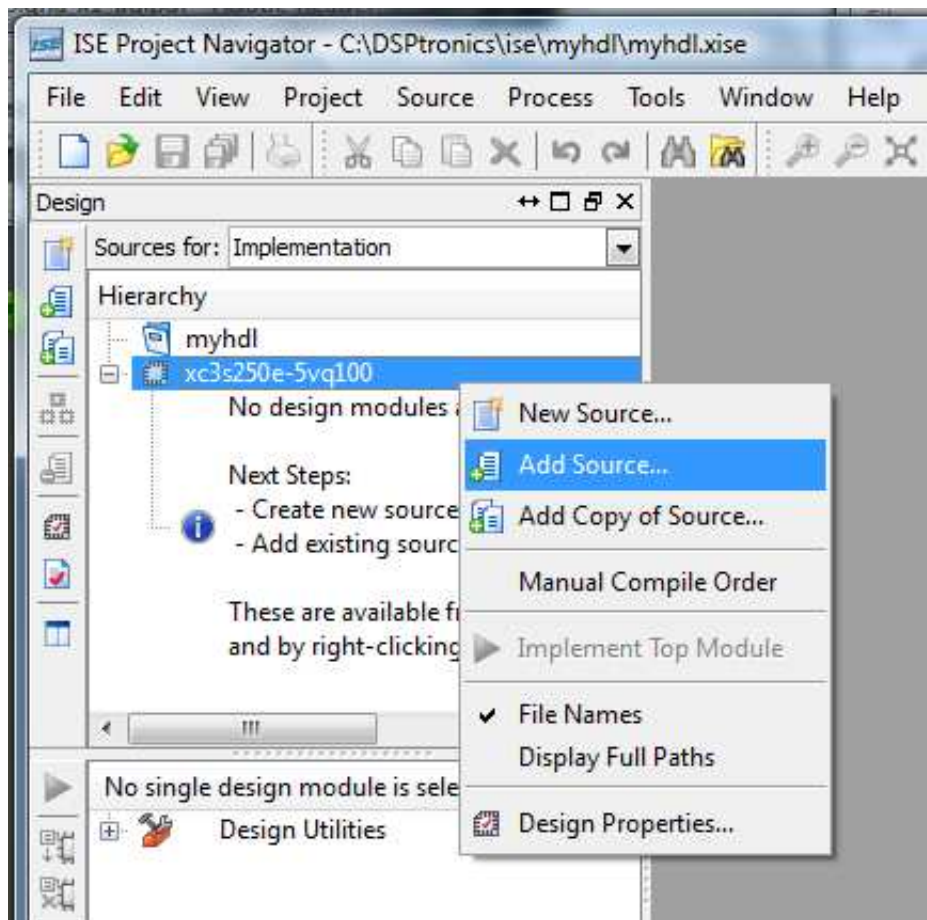 ISE Project Navigator - C:\DSPtronics\ise\myhdl\myhdl.xise
File Edit View Project Source Process Tools Window Help
Design
Sources for: Implementation
Hierarchy
myhdl
xc3s250e-5vq100
No design modules
Next Steps:
- Create new source
- Add existing sourc
These are available f
and by right-clicking
New Source...
Add Source...
Add Copy of Source...
Manual Compile Order
Implement Top Module
File Names
Display Full Paths
Design Properties...
No single design module is sele
Design Utilities